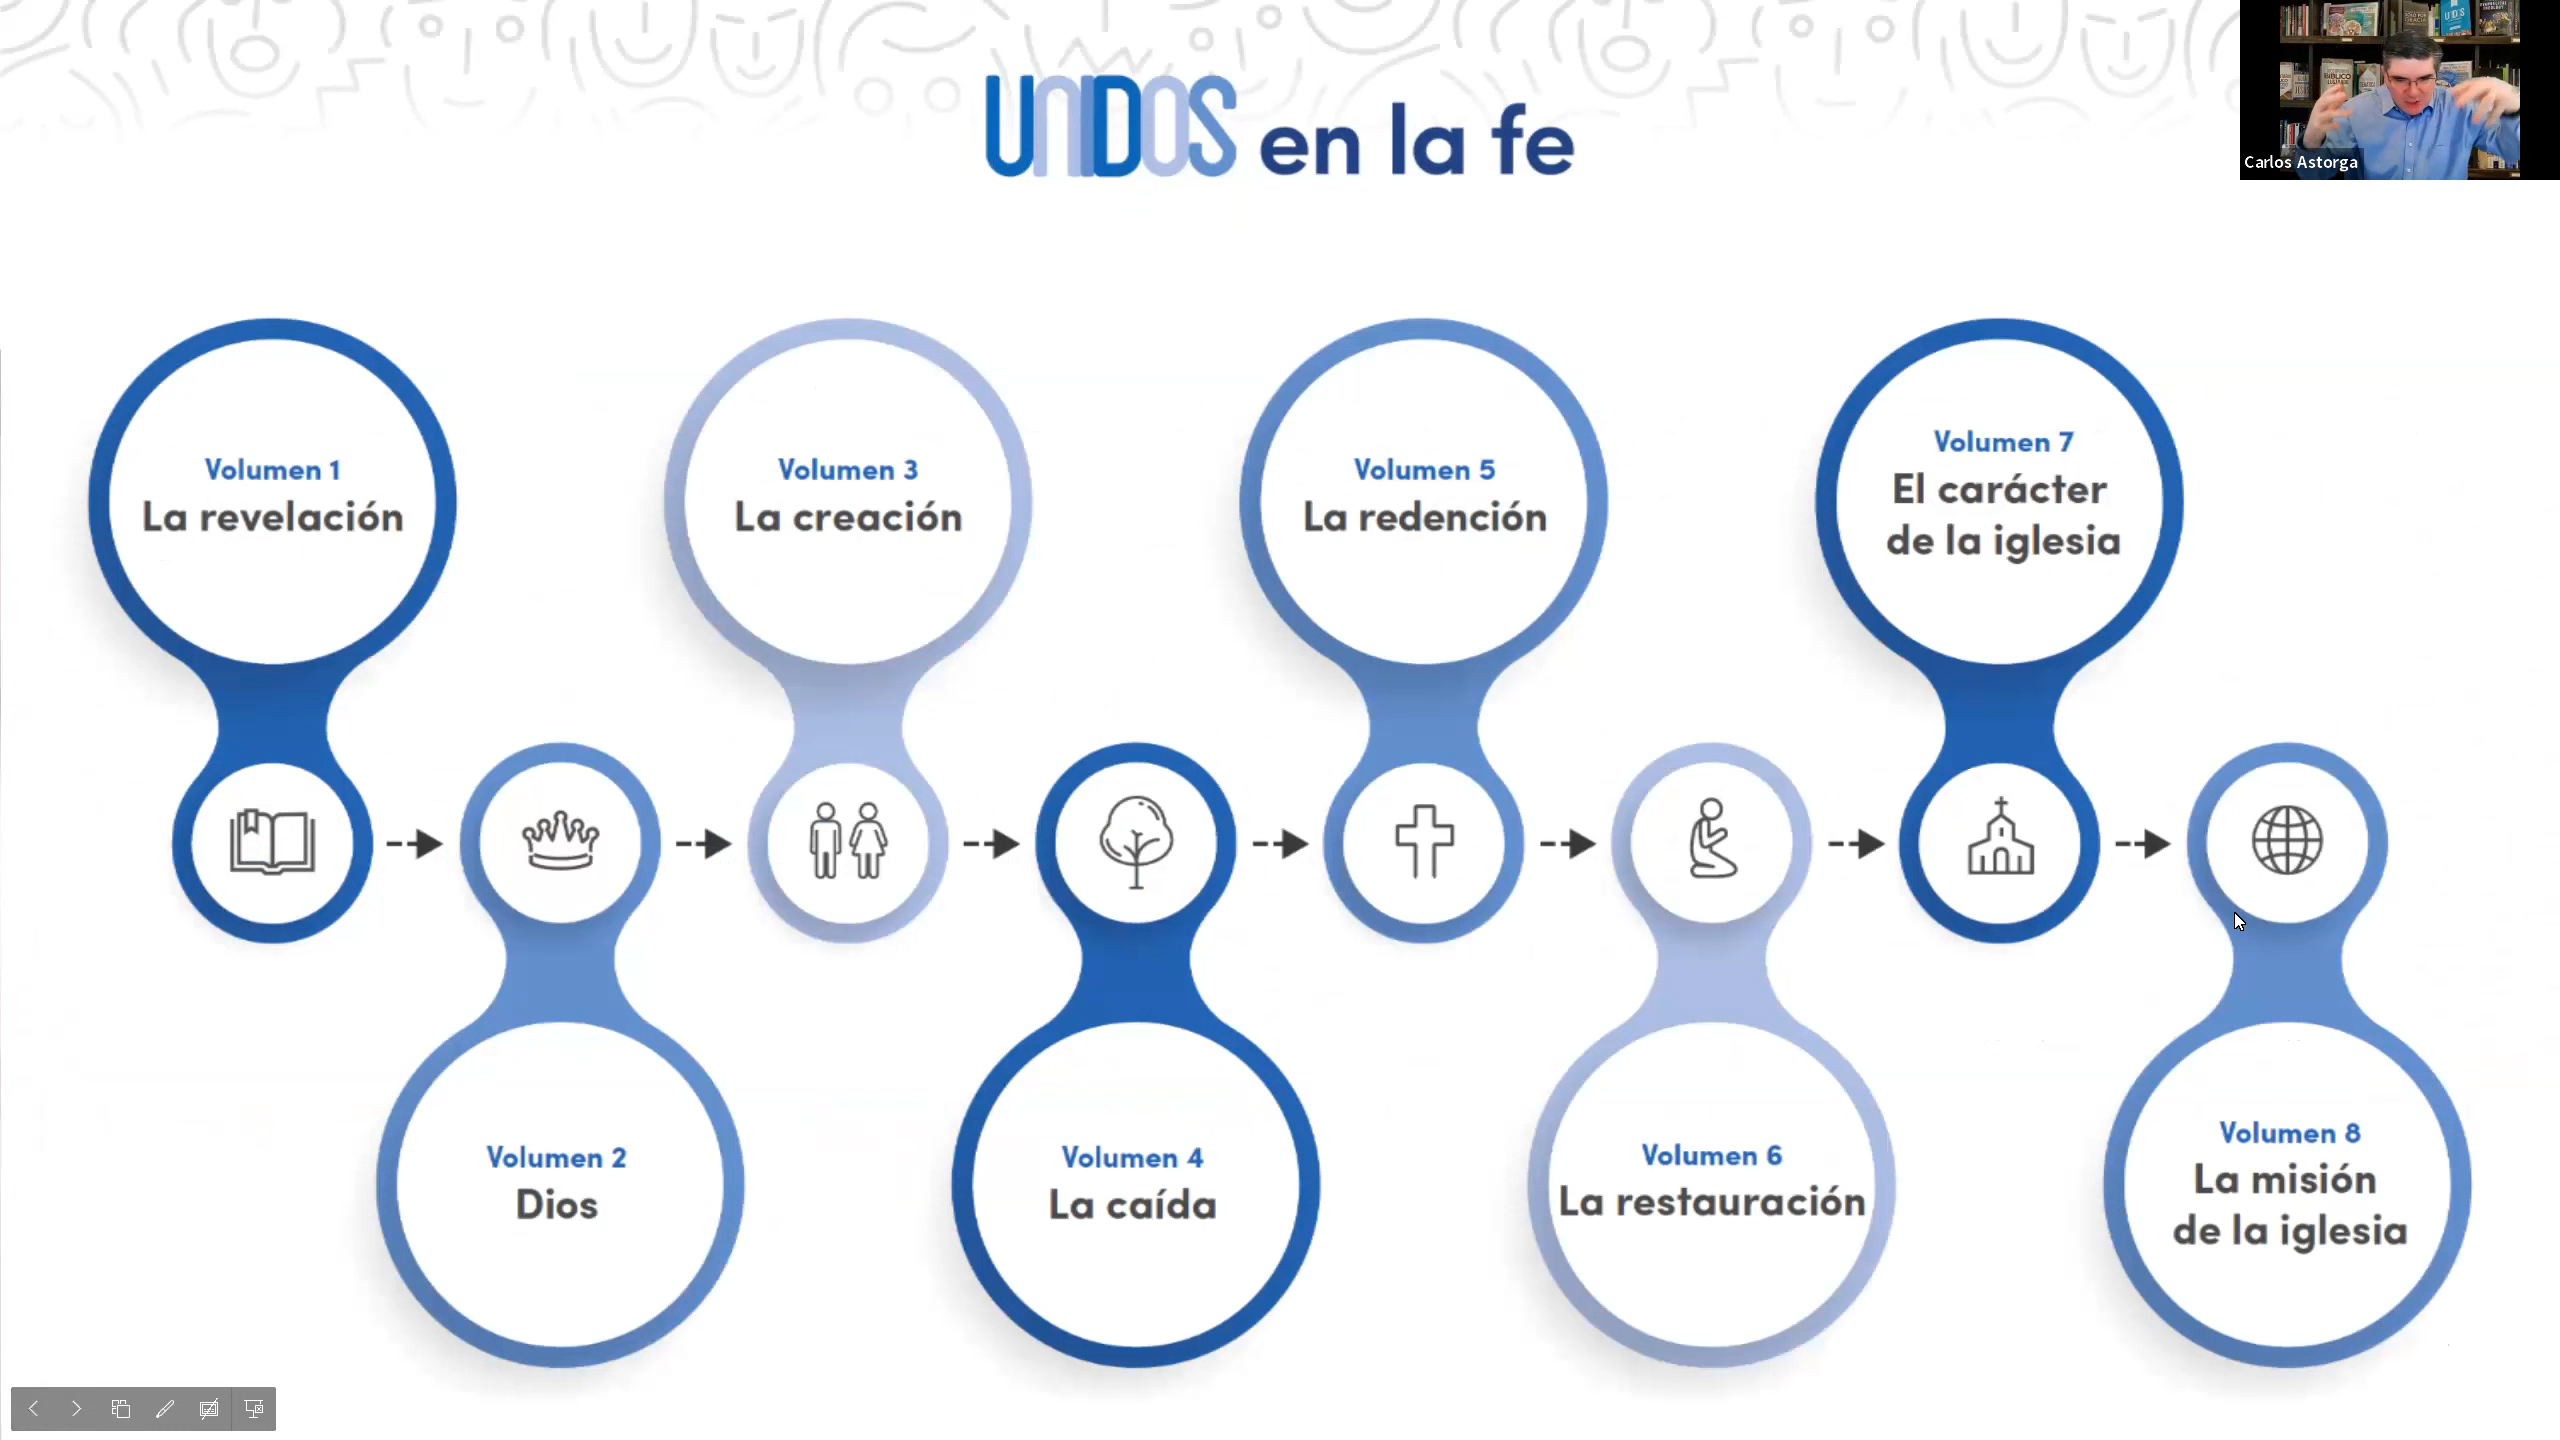 UNIDOS en la fe
Carlos Astorga
Volumen 1
La revelación
Volumen 2
Dios
Volumen 3
La creación
Volumen 4
La caída
Volumen 5
La redención
Volumen 6
La restauración
Volumen 7
El carácter
de la iglesia
Volumen 8
La misión
de la iglesia